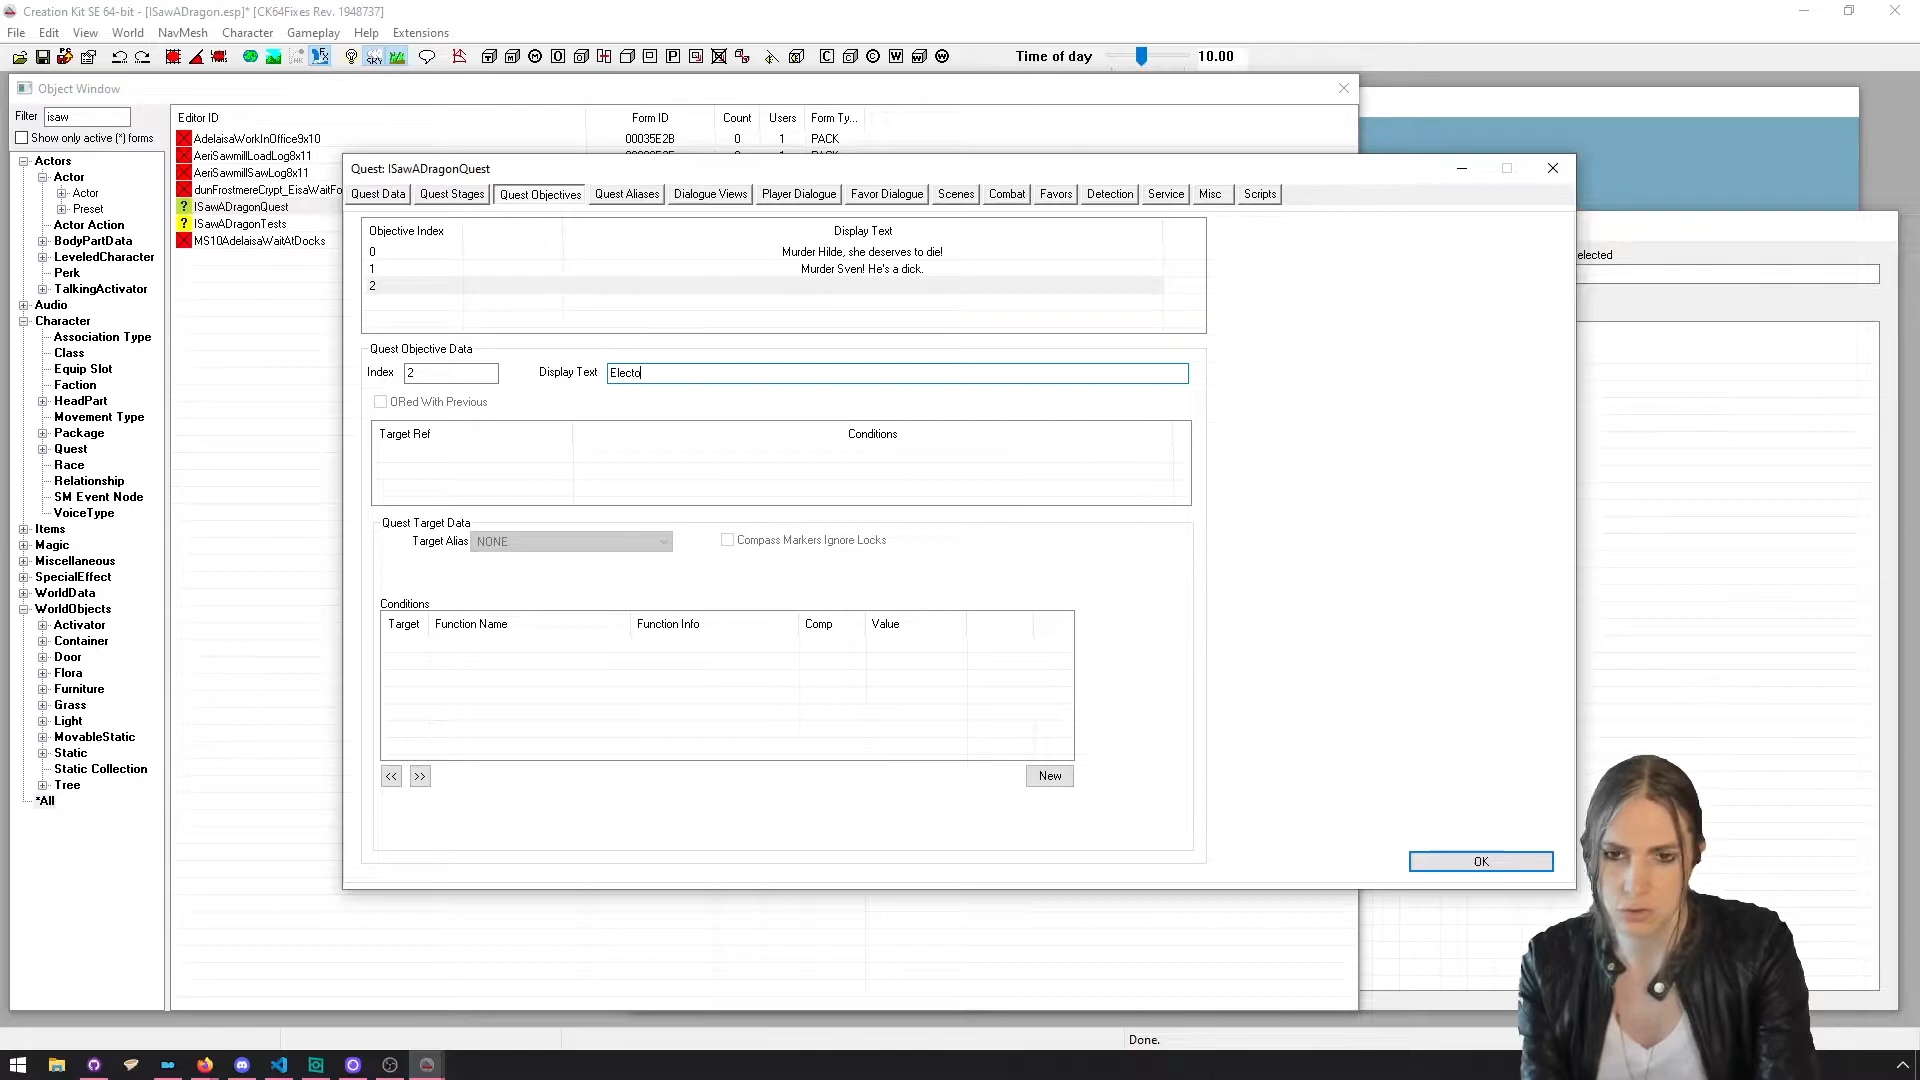 Creation Kit SE 64-bit - [ISawADragon.esp]* [CK64Fixes Rev. 1948737]
File Edit View World NavMesh Character Gameplay Help Extensions
Time of day 10.00
Object Window
Filter isaw
Show only active (*) forms
Editor ID Form ID Count Users Form Ty...
AdelaisaWorkInOffice9x10 00035E2B 0 1 PACK
AeriSawmillLoadLog8x11
AeriSawmillSawLog8x11
dunFrostmereCrypt_EisaWaitFo
ISawADragonQuest
ISawADragonTests
MS10AdelaisaWaitAtDocks
Actors
Actor
Actor
Preset
Actor Action
BodyPartData
LeveledCharacter
Perk
TalkingActivator
Audio
Character
Association Type
Class
Equip Slot
Faction
HeadPart
Movement Type
Package
Quest
Race
Relationship
SM Event Node
VoiceType
Items
Magic
Miscellaneous
SpecialEffect
WorldData
WorldObjects
Activator
Container
Door
Flora
Furniture
Grass
Light
MovableStatic
Static
Static Collection
Tree
*All
Quest: ISawADragonQuest
Quest Data Quest Stages Quest Objectives Quest Aliases Dialogue Views Player Dialogue Favor Dialogue Scenes Combat Favors Detection Service Misc Scripts
Objective Index Display Text
0 Murder Hilde, she deserves to die!
1 Murder Sven! He's a dick.
2
Quest Objective Data
Index 2 Display Text Electo
ORed With Previous
Target Ref Conditions
Quest Target Data
Target Alias NONE Compass Markers Ignore Locks
Conditions
Target Function Name Function Info Comp Value
<< >> New
OK
elected
Done.